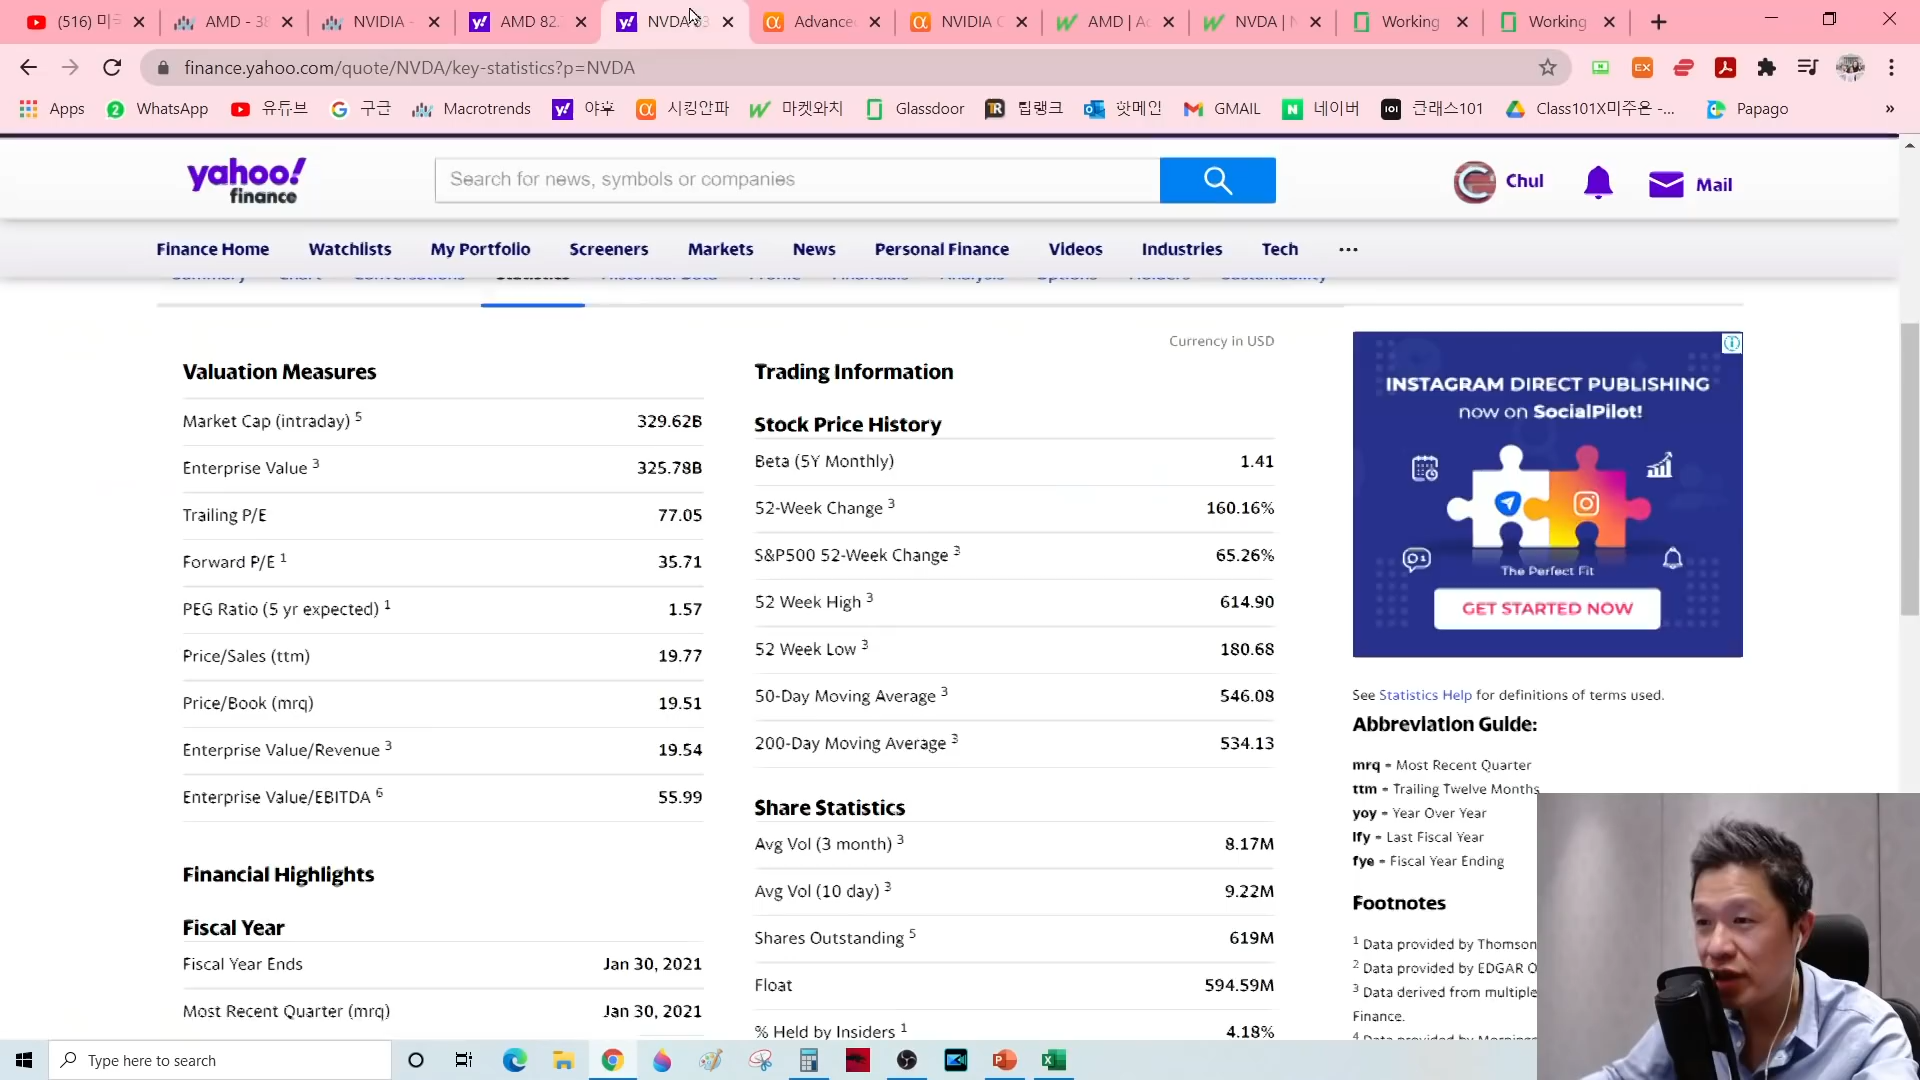 (516) 미국
AMD - 38
NVIDIA -
AMD 82.
NVDA 53
Advance
NVIDIA C
AMD | A
NVDA | N
Working
Working
finance.yahoo.com/quote/NVDA/key-statistics?p=NVDA
Apps
WhatsApp
유튜브
구글
Macrotrends
야후
시킹알파
마켓와치
Glassdoor
팁랭크
핫메일
GMAIL
네이버
클래스101
Class101X미주은 -...
Papago
»
yahoo!
finance
Search for news, symbols or companies
Chul
Mail
Finance Home
Watchlists
My Portfolio
Screeners
Markets
News
Personal Finance
Videos
Industries
Tech
...
Summary
Chart
Conversations
Statistics
Historical Data
Profile
Financials
Analysis
Options
Holders
Sustainability
Currency in USD
Valuation Measures
Market Cap (intraday) 5 329.62B
Enterprise Value 3 325.78B
Trailing P/E 77.05
Forward P/E 1 35.71
PEG Ratio (5 yr expected) 1 1.57
Price/Sales (ttm) 19.77
Price/Book (mrq) 19.51
Enterprise Value/Revenue 3 19.54
Enterprise Value/EBITDA 6 55.99
Financial Highlights
Fiscal Year
Fiscal Year Ends Jan 30, 2021
Most Recent Quarter (mrq) Jan 30, 2021
Trading Information
Stock Price History
Beta (5Y Monthly) 1.41
52-Week Change 3 160.16%
S&P500 52-Week Change 3 65.26%
52 Week High 3 614.90
52 Week Low 3 180.68
50-Day Moving Average 3 546.08
200-Day Moving Average 3 534.13
Share Statistics
Avg Vol (3 month) 3 8.17M
Avg Vol (10 day) 3 9.22M
Shares Outstanding 5 619M
Float 594.59M
% Held by Insiders 1 4.18%
INSTAGRAM DIRECT PUBLISHING
now on SocialPilot!
The Perfect Fit
GET STARTED NOW
See Statistics Help for definitions of terms used.
Abbreviation Guide:
mrq = Most Recent Quarter
ttm = Trailing Twelve Months
yoy = Year Over Year
lfy = Last Fiscal Year
fye = Fiscal Year Ending
Footnotes
1 Data provided by Thomson
2 Data provided by EDGAR O
3 Data derived from multiple
Finance.
Type here to search